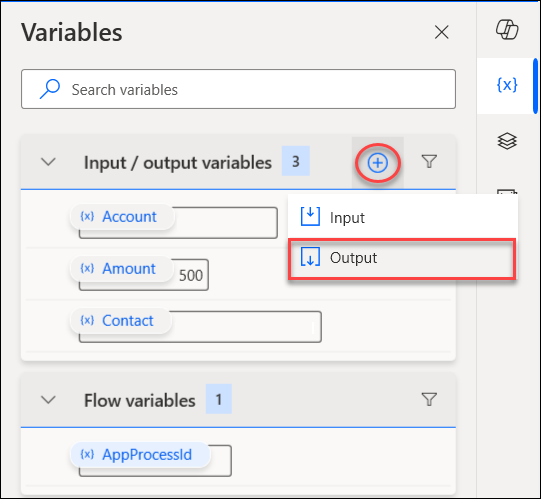 Variables
{x}
Search variables
Input / output variables 3
{x} Account
Input
{x} Amount 500
Output
{x} Contact
Flow variables 1
{x} AppProcessId